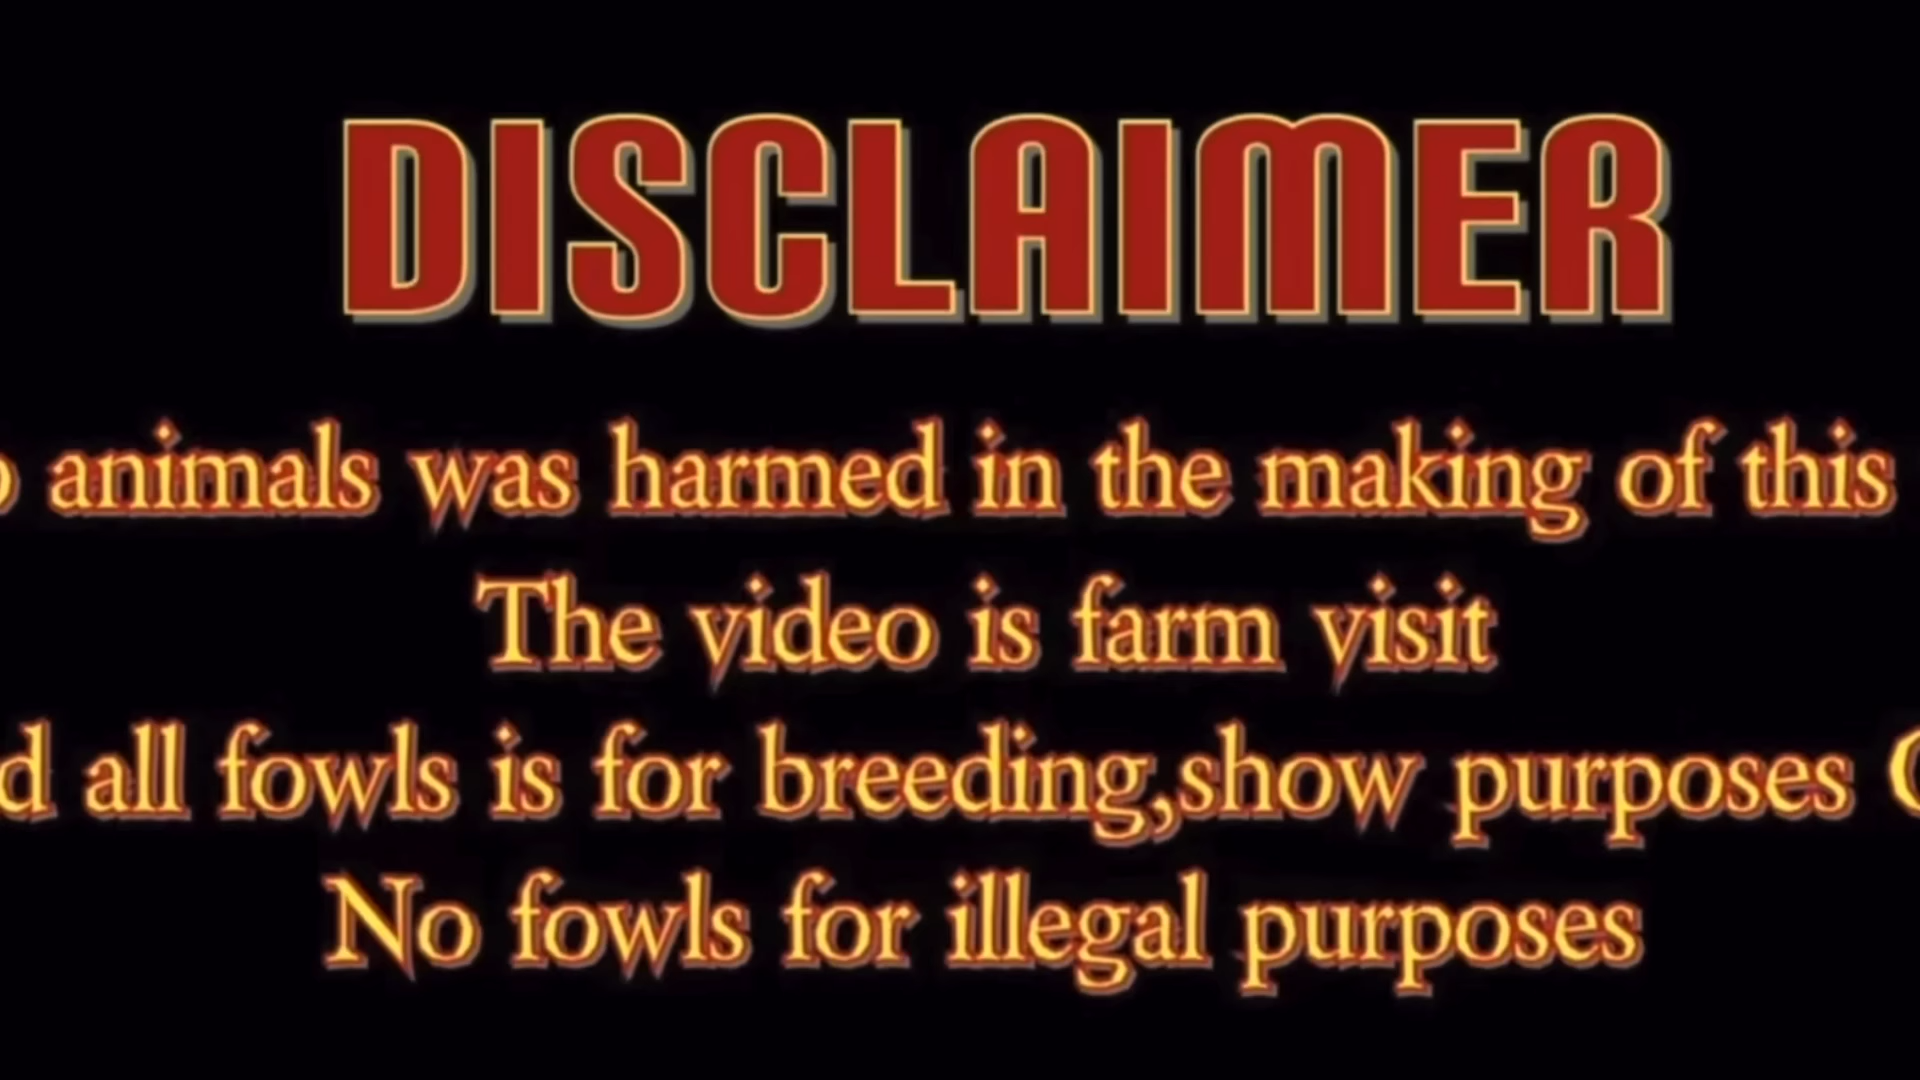 DISCLAIMER
animals was harmed in the making of this
The video is farm visit
all fowls is for breeding,show purposes
No fowls for illegal purposes